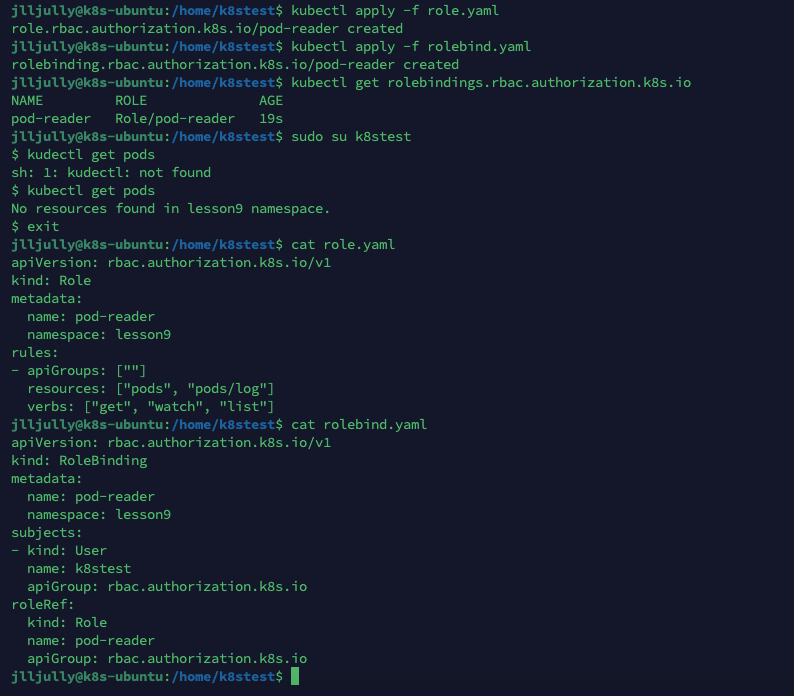 jlljully@k8s-ubuntu:/home/k8stest$ kubectl apply -f role.yaml
role.rbac.authorization.k8s.io/pod-reader created
jlljully@k8s-ubuntu:/home/k8stest$ kubectl apply -f rolebind.yaml
rolebinding.rbac.authorization.k8s.io/pod-reader created
jlljully@k8s-ubuntu:/home/k8stest$ kubectl get rolebindings.rbac.authorization.k8s.io
NAME         ROLE              AGE
pod-reader   Role/pod-reader   19s
jlljully@k8s-ubuntu:/home/k8stest$ sudo su k8stest
$ kudectl get pods
sh: 1: kudectl: not found
$ kubectl get pods
No resources found in lesson9 namespace.
$ exit
jlljully@k8s-ubuntu:/home/k8stest$ cat role.yaml
apiVersion: rbac.authorization.k8s.io/v1
kind: Role
metadata:
  name: pod-reader
  namespace: lesson9
rules:
- apiGroups: [""]
  resources: ["pods", "pods/log"]
  verbs: ["get", "watch", "list"]
jlljully@k8s-ubuntu:/home/k8stest$ cat rolebind.yaml
apiVersion: rbac.authorization.k8s.io/v1
kind: RoleBinding
metadata:
  name: pod-reader
  namespace: lesson9
subjects:
- kind: User
  name: k8stest
  apiGroup: rbac.authorization.k8s.io
roleRef:
  kind: Role
  name: pod-reader
  apiGroup: rbac.authorization.k8s.io
jlljully@k8s-ubuntu:/home/k8stest$